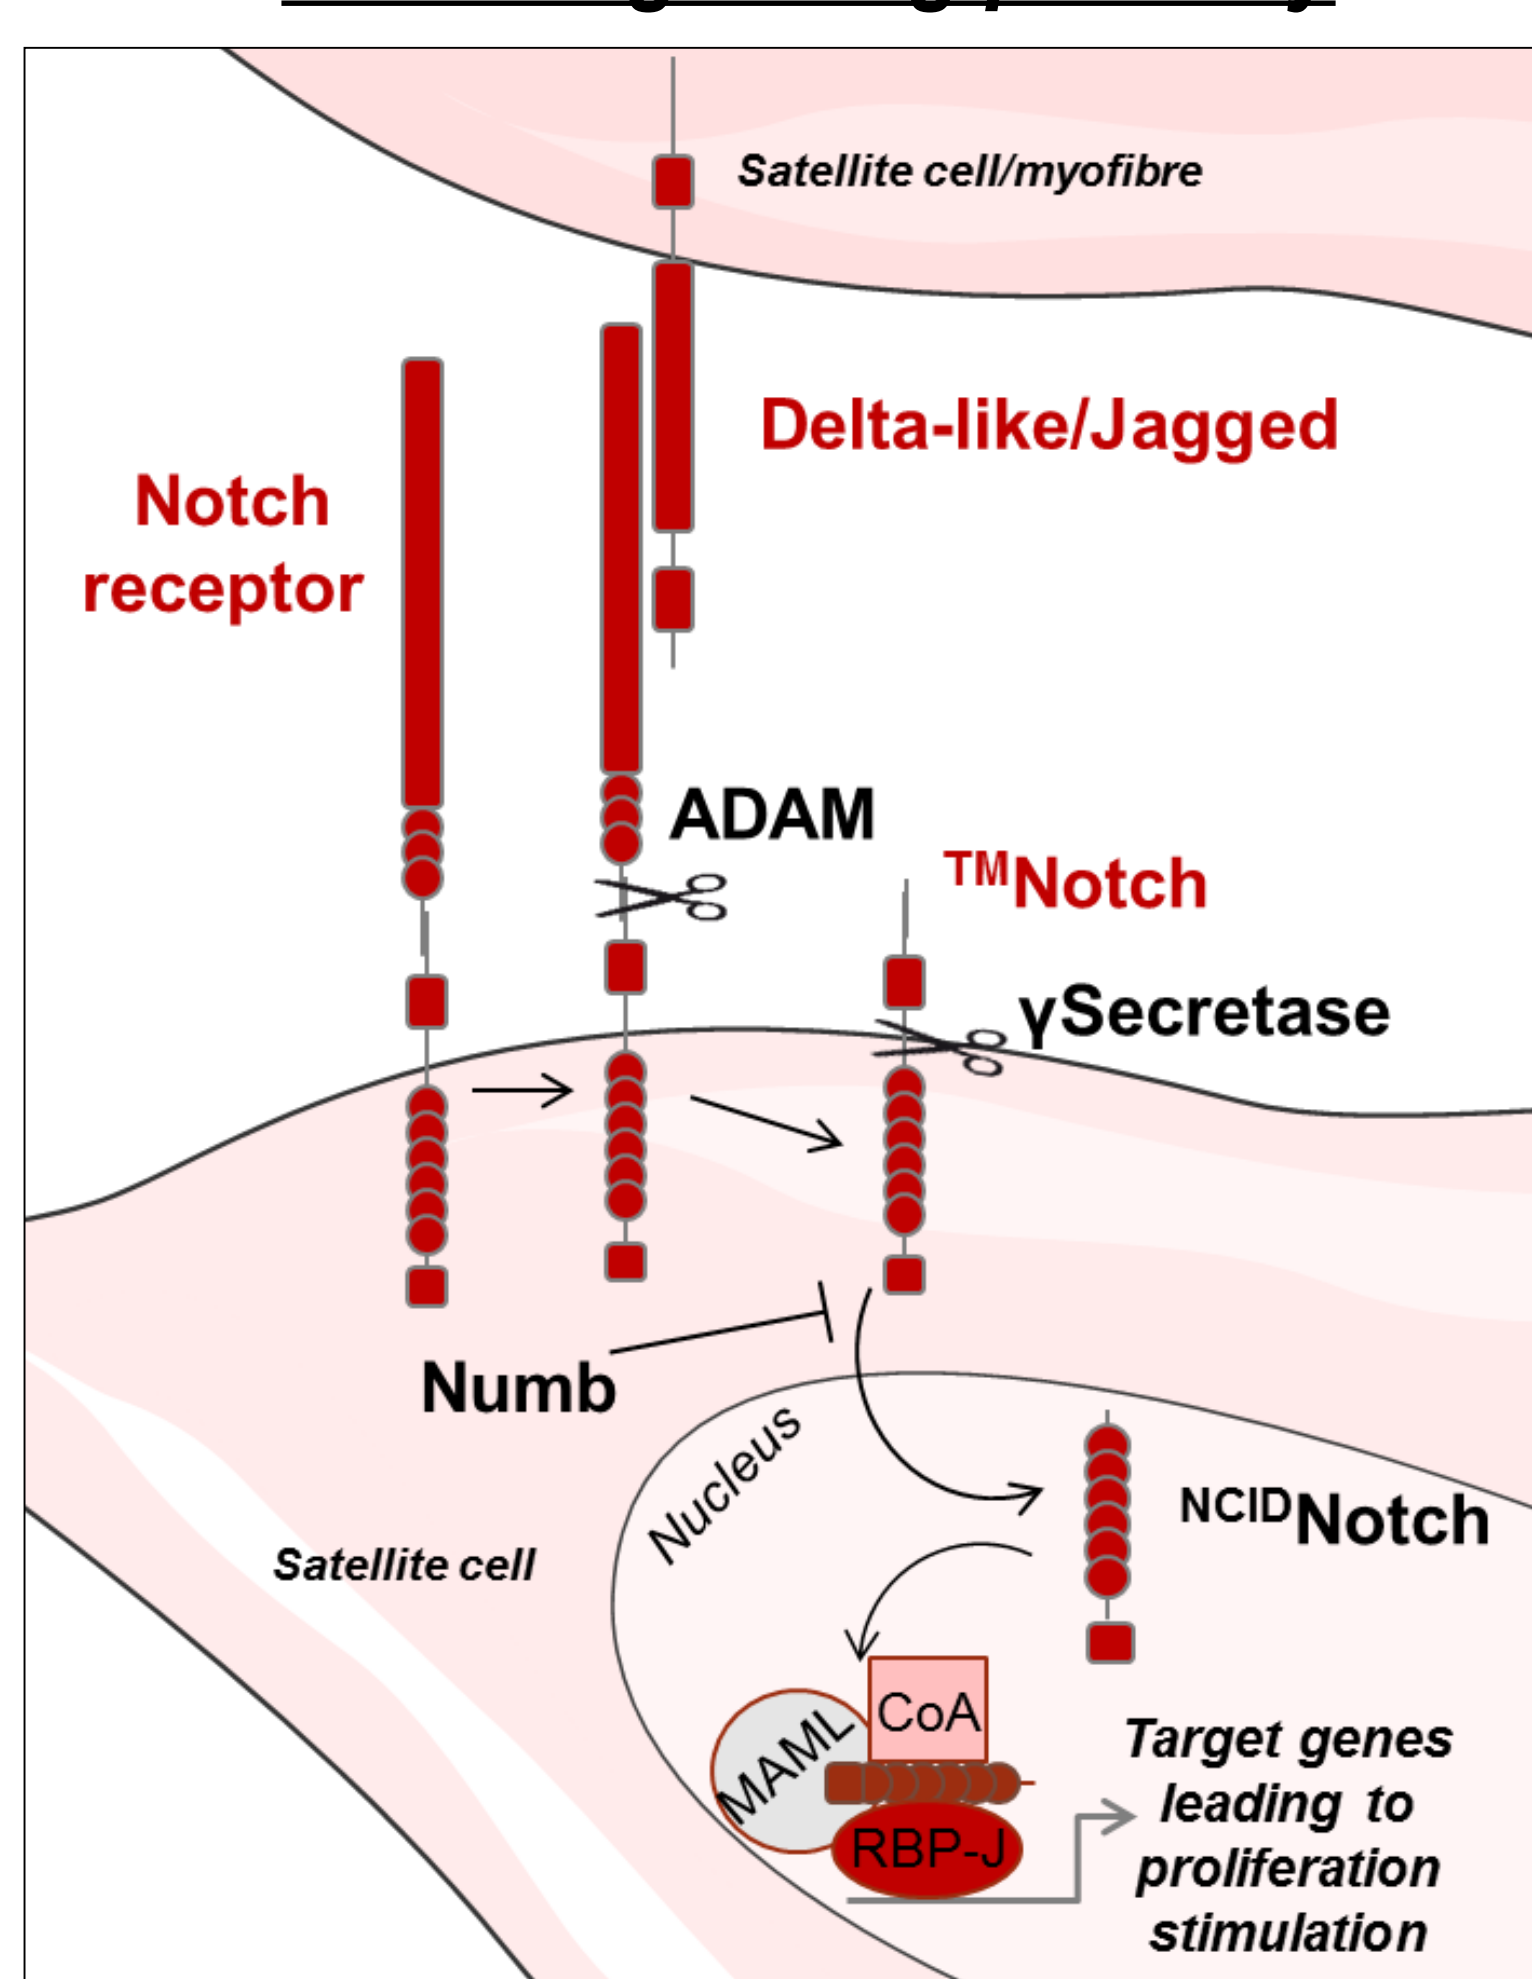 Satellite cell/myofibre
Delta-like/Jagged
Notch
receptor
ADAM
TMNotch
γSecretase
Numb
Nucleus
NCIDNotch
Satellite cell
CoA
MAML
RBP-J
Target genes
leading to
proliferation
stimulation